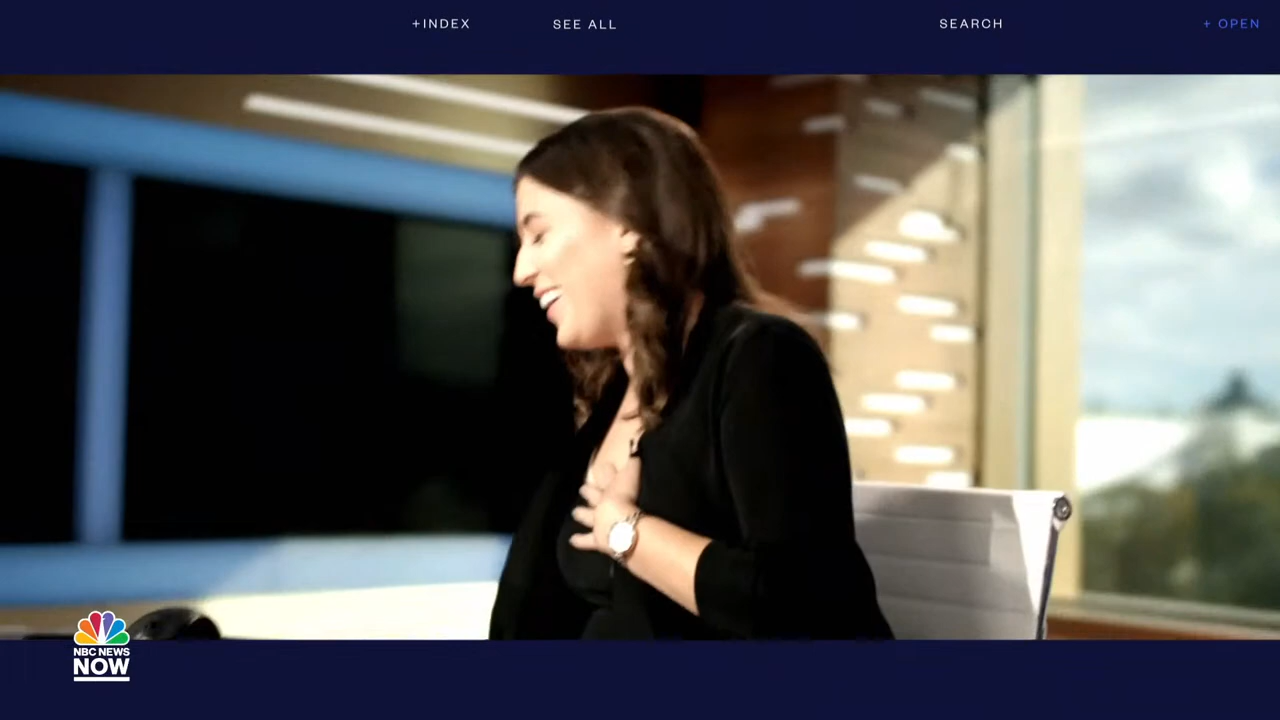 +INDEX
SEE ALL
SEARCH
+ OPEN
NBC NEWS
NOW